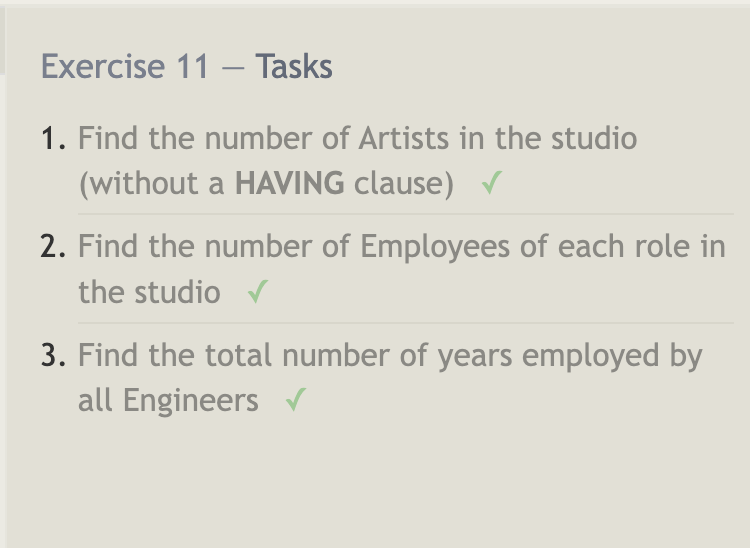 Exercise 11 — Tasks
1. Find the number of Artists in the studio
(without a HAVING clause) ✓
2. Find the number of Employees of each role in
the studio ✓
3. Find the total number of years employed by
all Engineers ✓